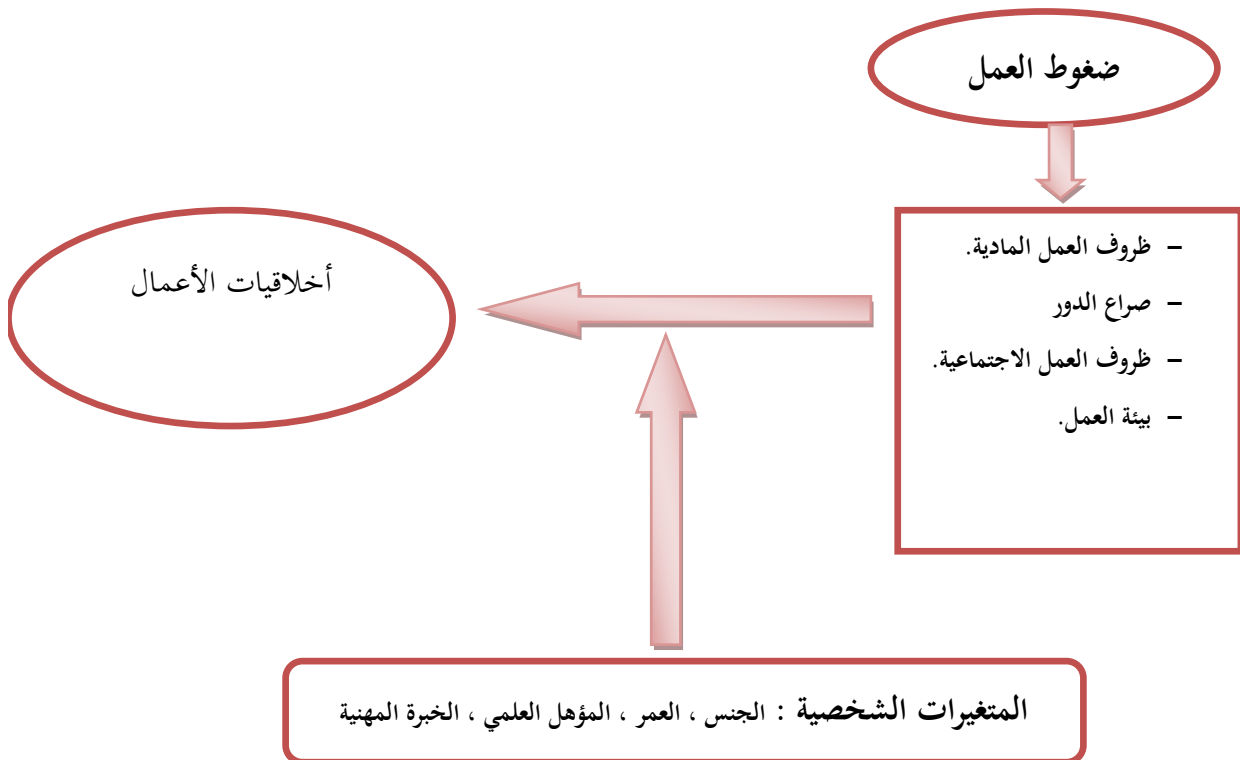 ضغوط العمل
– ظروف العمل المادية.
– صراع الدور
– ظروف العمل الاجتماعية.
– بيئة العمل.
أخلاقيات الأعمال
المتغيرات الشخصية : الجنس ، العمر ، المؤهل العلمي ، الخبرة المهنية